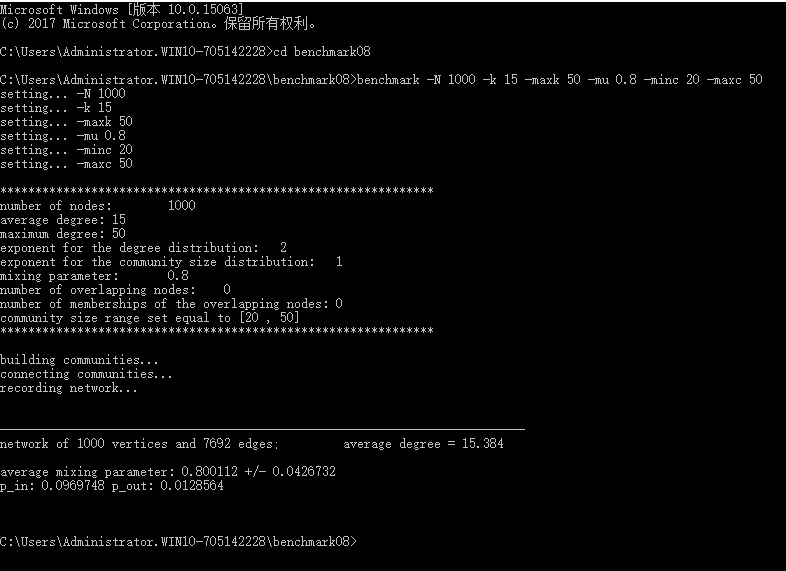 Microsoft Windows [版本 10.0.15063]
(c) 2017 Microsoft Corporation。保留所有权利。
C:\Users\Administrator.WIN10-705142228>cd benchmark08
C:\Users\Administrator.WIN10-705142228\benchmark08>benchmark -N 1000 -k 15 -maxk 50 -mu 0.8 -minc 20 -maxc 50
setting... -N 1000
setting... -k 15
setting... -maxk 50
setting... -mu 0.8
setting... -minc 20
setting... -maxc 50
**************************************************************
number of nodes:        1000
average degree: 15
maximum degree: 50
exponent for the degree distribution:   2
exponent for the community size distribution:   1
mixing parameter:       0.8
number of overlapping nodes:    0
number of memberships of the overlapping nodes: 0
community size range set equal to [20 , 50]
**************************************************************
building communities...
connecting communities...
recording network...
___________________________________________________________________________
network of 1000 vertices and 7692 edges;         average degree = 15.384
average mixing parameter: 0.800112 +/- 0.0426732
p_in: 0.0969748 p_out: 0.0128564
C:\Users\Administrator.WIN10-705142228\benchmark08>